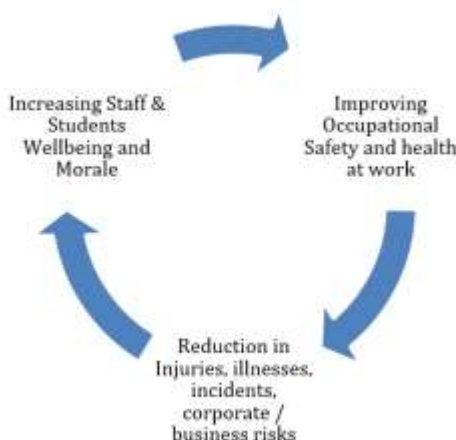 Increasing Staff &
Students
Wellbeing and
Morale
Improving
Occupational
Safety and health
at work
Reduction in
Injuries, illnesses,
incidents,
corporate /
business risks